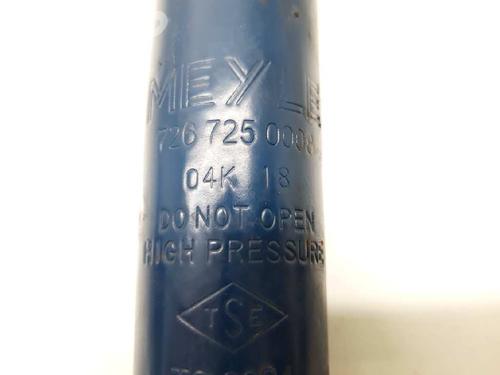 MEYLE
726 725 0008
04K 18
DO NOT OPEN
HIGH PRESSURE
TSE